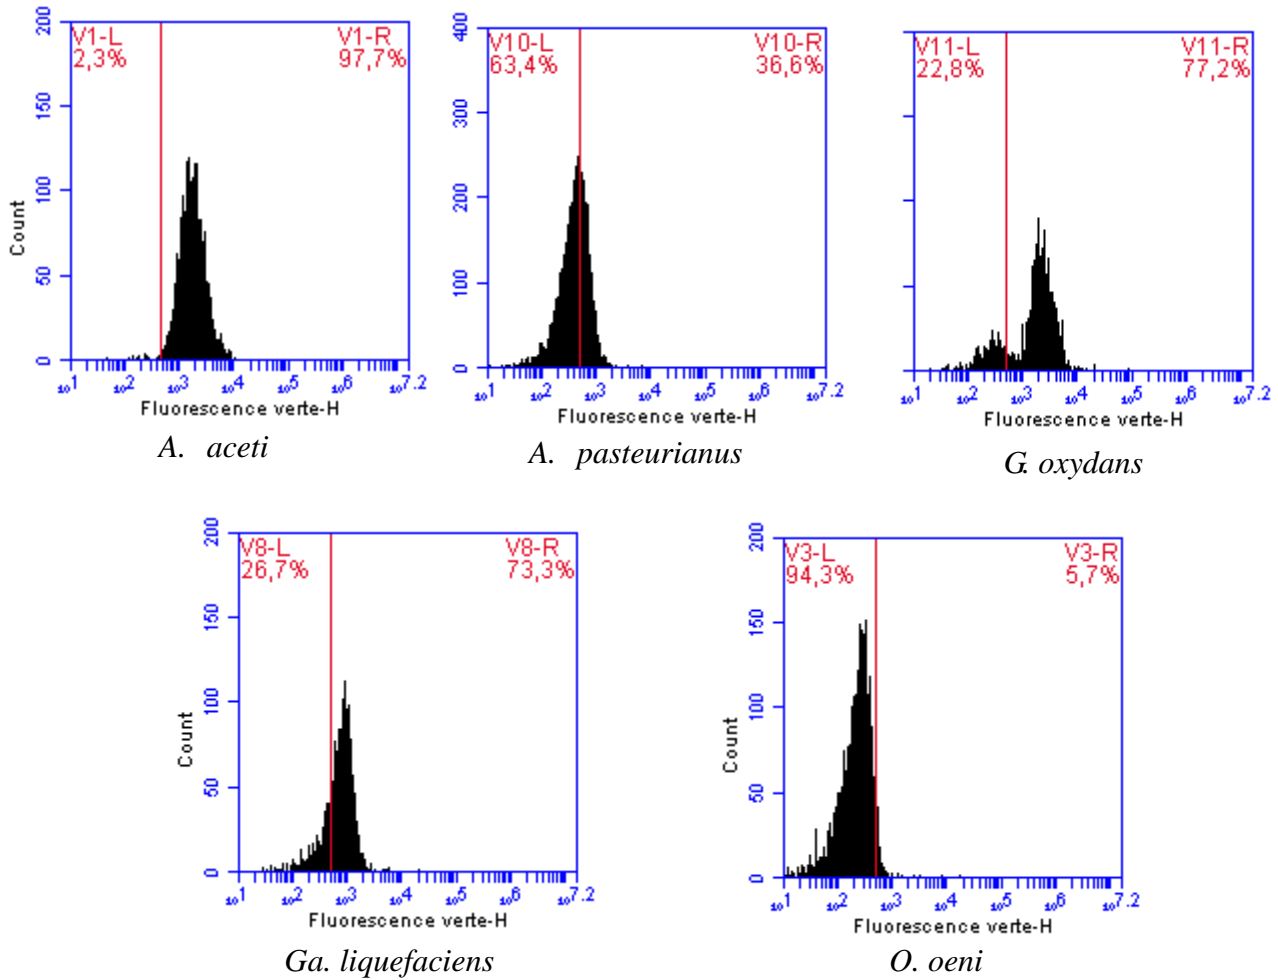 V1-L
2,3%
V1-R
97,7%
200
150
100
50
0
Count
10^1 10^2 10^3 10^4 10^5 10^6 10^7.2
Fluorescence verte-H
A. aceti
V10-L
63,4%
V10-R
36,6%
400
300
200
100
0
10^1 10^2 10^3 10^4 10^5 10^6 10^7.2
Fluorescence verte-H
A. pasteurianus
V11-L
22,8%
V11-R
77,2%
10^1 10^2 10^3 10^4 10^5 10^6 10^7.2
Fluorescence verte-H
G. oxydans
V8-L
26,7%
V8-R
73,3%
200
150
100
50
0
Count
10^1 10^2 10^3 10^4 10^5 10^6 10^7.2
Fluorescence verte-H
Ga. liquefaciens
V3-L
94,3%
V3-R
5,7%
200
150
100
50
0
Count
10^1 10^2 10^3 10^4 10^5 10^6 10^7.2
Fluorescence verte-H
O. oeni